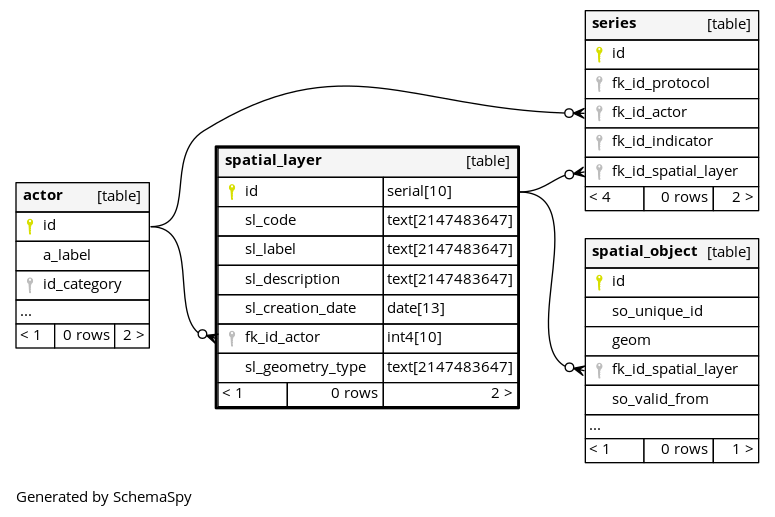 series [table]
id
fk_id_protocol
fk_id_actor
fk_id_indicator
fk_id_spatial_layer
< 4 0 rows 2 >
spatial_layer [table]
id serial[10]
sl_code text[2147483647]
sl_label text[2147483647]
sl_description text[2147483647]
sl_creation_date date[13]
fk_id_actor int4[10]
sl_geometry_type text[2147483647]
< 1 0 rows 2 >
actor [table]
id
a_label
id_category
...
< 1 0 rows 2 >
spatial_object [table]
id
so_unique_id
geom
fk_id_spatial_layer
so_valid_from
...
< 1 0 rows 1 >
Generated by SchemaSpy